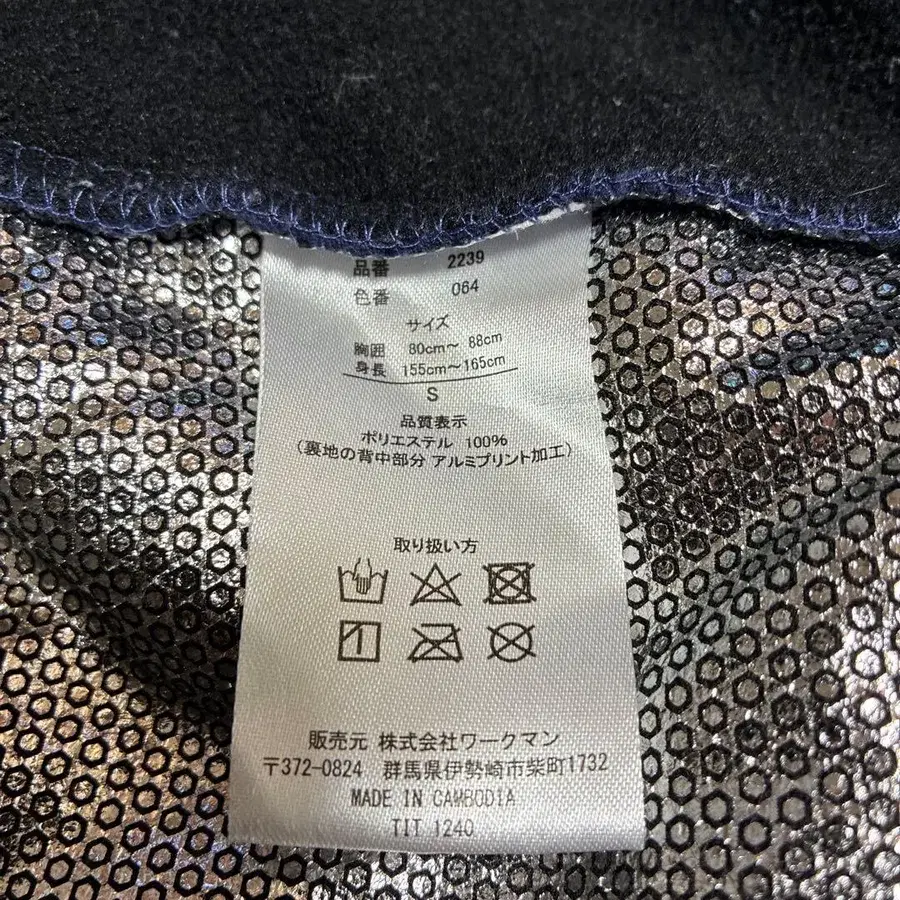 品番 2239
色番 064
サイズ
胸囲 80cm～ 88cm
身長 155cm～165cm
S
品質表示
ポリエステル 100%
(裏地の背中部分 アルミプリント加工)
取り扱い方
販売元 株式会社ワークマン
〒372-0824 群馬県伊勢崎市柴町1732
MADE IN CAMBODIA
TIT 1240